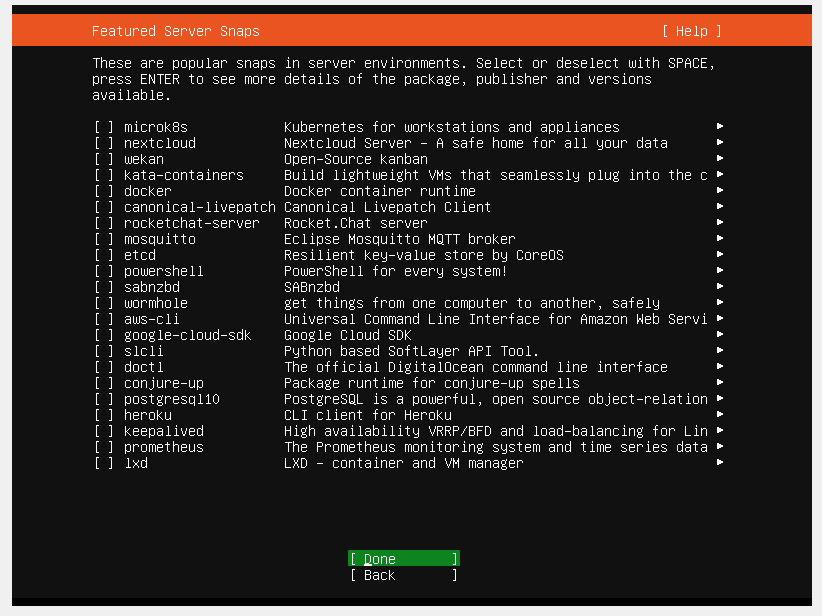 Featured Server Snaps [ Help ]
These are popular snaps in server environments. Select or deselect with SPACE,
press ENTER to see more details of the package, publisher and versions
available.
[ ] microk8s Kubernetes for workstations and appliances ▸
[ ] nextcloud Nextcloud Server – A safe home for all your data ▸
[ ] wekan Open-Source kanban ▸
[ ] kata-containers Build lightweight VMs that seamlessly plug into the c ▸
[ ] docker Docker container runtime ▸
[ ] canonical-livepatch Canonical Livepatch Client ▸
[ ] rocketchat-server Rocket.Chat server ▸
[ ] mosquitto Eclipse Mosquitto MQTT broker ▸
[ ] etcd Resilient key-value store by CoreOS ▸
[ ] powershell PowerShell for every system! ▸
[ ] sabnzbd SABnzbd ▸
[ ] wormhole get things from one computer to another, safely ▸
[ ] aws-cli Universal Command Line Interface for Amazon Web Servi ▸
[ ] google-cloud-sdk Google Cloud SDK ▸
[ ] slcli Python based SoftLayer API Tool. ▸
[ ] doctl The official DigitalOcean command line interface ▸
[ ] conjure-up Package runtime for conjure-up spells ▸
[ ] postgresql10 PostgreSQL is a powerful, open source object-relation ▸
[ ] heroku CLI client for Heroku ▸
[ ] keepalived High availability VRRP/BFD and load-balancing for Lin ▸
[ ] prometheus The Prometheus monitoring system and time series data ▸
[ ] lxd LXD – container and VM manager ▸
[ Done ]
[ Back ]